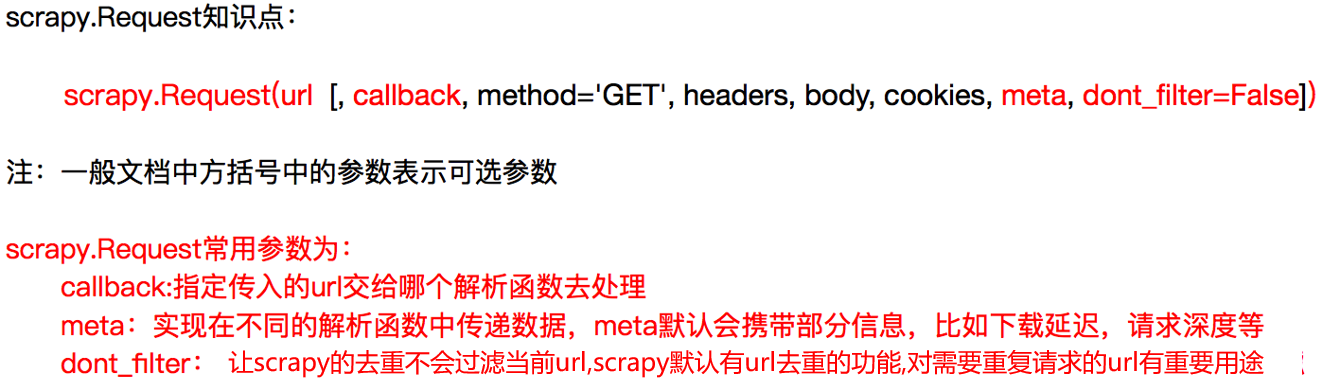 scrapy.Request知识点：
scrapy.Request(url [, callback, method='GET', headers, body, cookies, meta, dont_filter=False])
注：一般文档中方括号中的参数表示可选参数
scrapy.Request常用参数为：
callback:指定传入的url交给哪个解析函数去处理
meta：实现在不同的解析函数中传递数据，meta默认会携带部分信息，比如下载延迟，请求深度等
dont_filter： 让scrapy的去重不会过滤当前url,scrapy默认有url去重的功能,对需要重复请求的url有重要用途